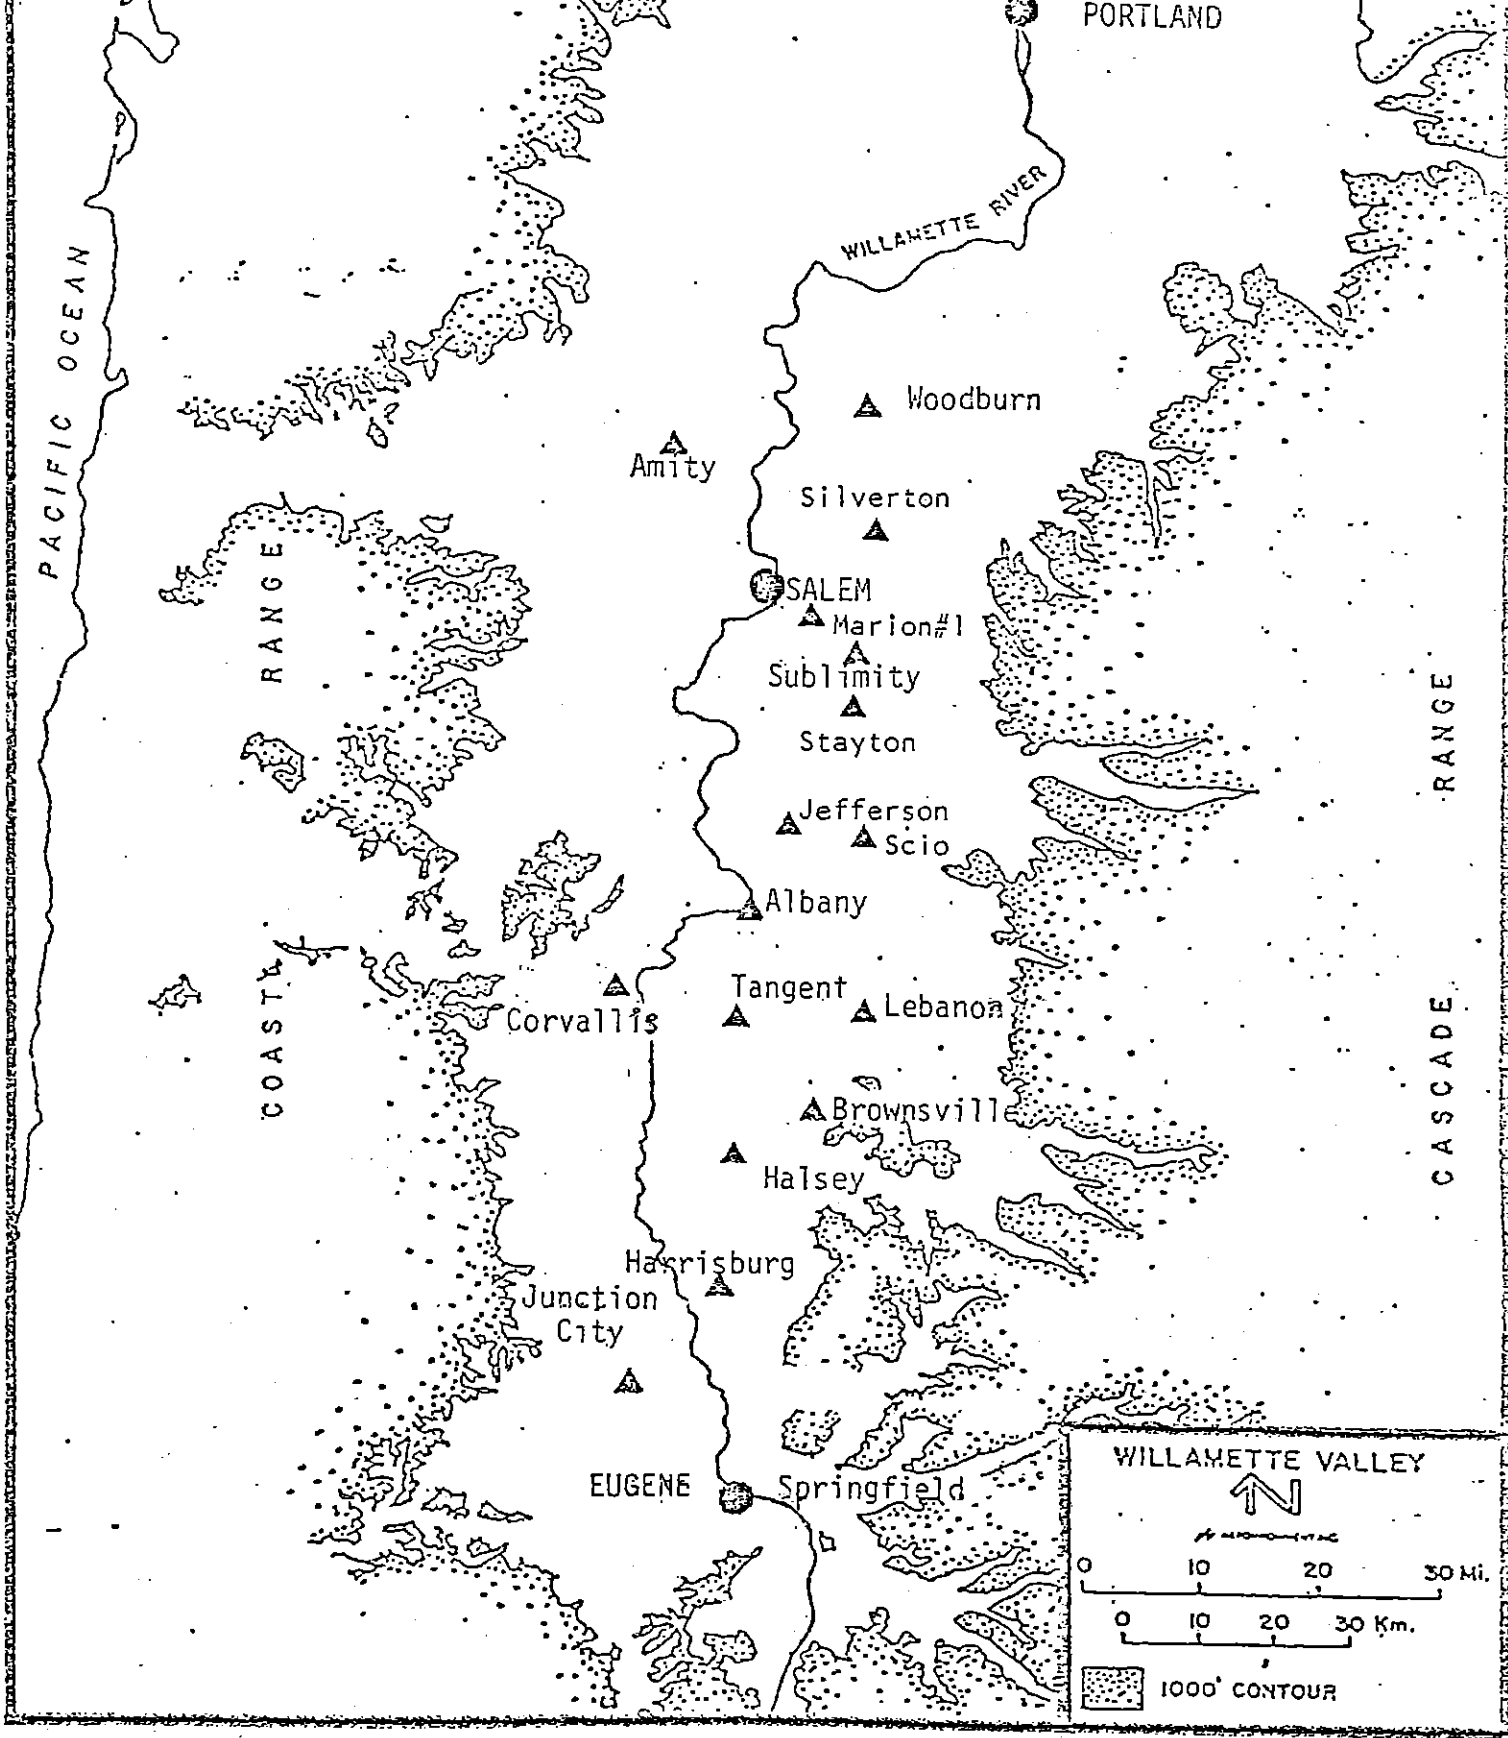 PORTLAND
WILLAMETTE RIVER
PACIFIC OCEAN
Woodburn
Amity
Silverton
COAST RANGE
SALEM
Marion#1
Sublimity
Stayton
CASCADE RANGE
Jefferson
Scio
Albany
Tangent
Lebanon
Corvallis
Brownsville
Halsey
Harrisburg
Junction
City
EUGENE
Springfield
WILLAMETTE VALLEY
N
0 10 20 30 Mi.
0 10 20 30 Km.
1000' CONTOUR